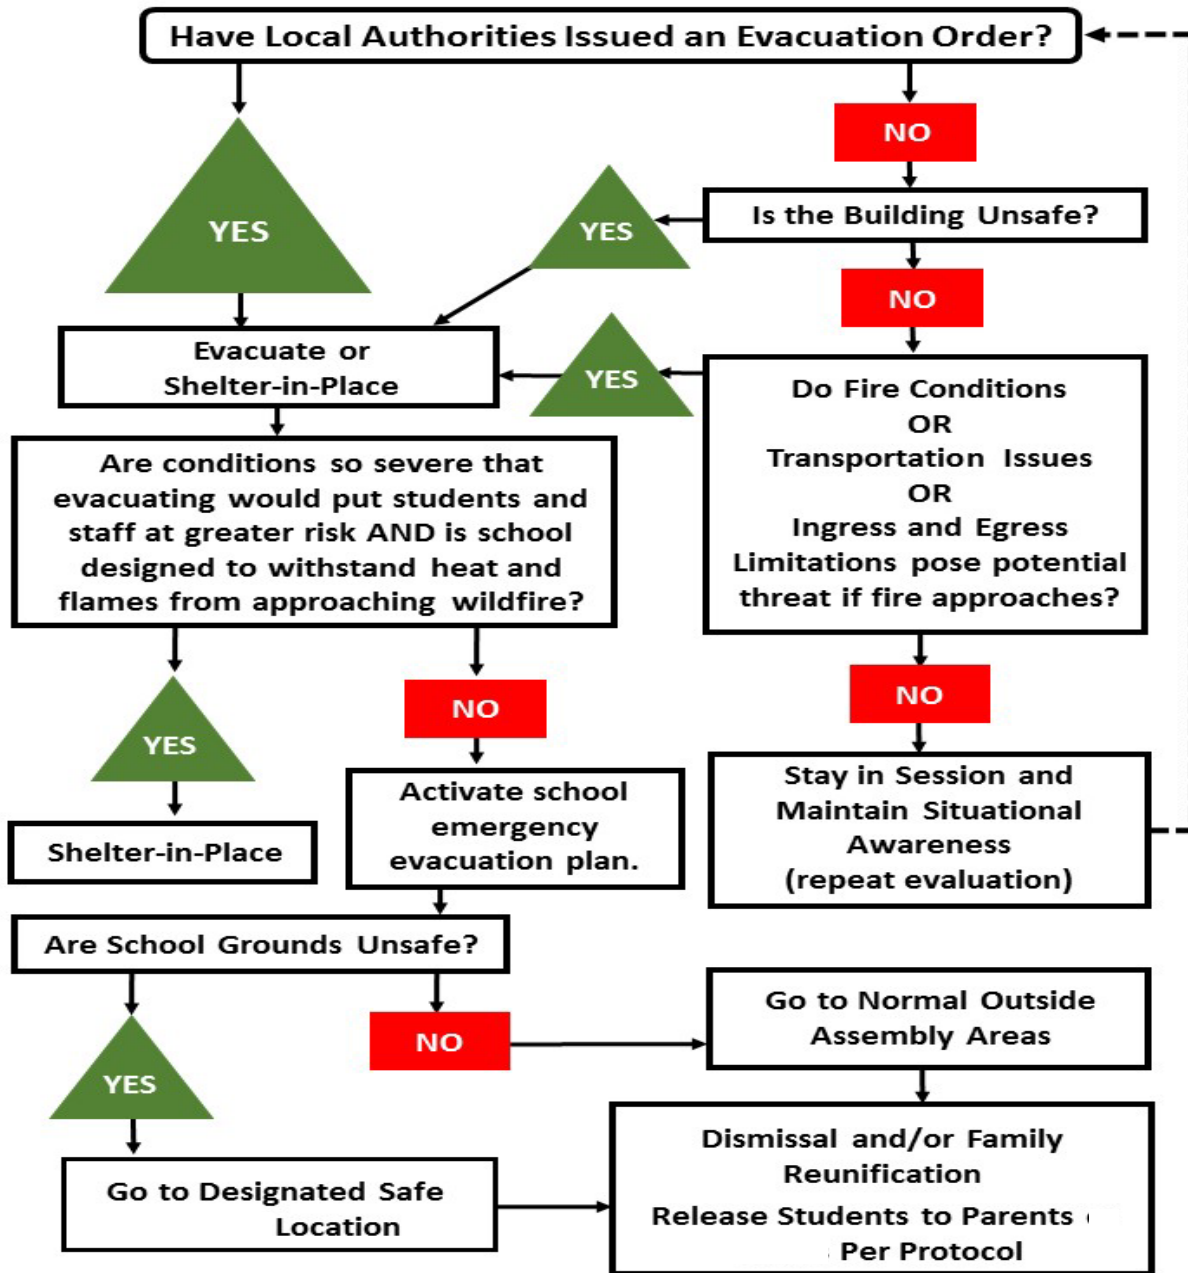 Have Local Authorities Issued an Evacuation Order?
YES
NO
Is the Building Unsafe?
YES
NO
Evacuate or
Shelter-in-Place
YES
Do Fire Conditions
OR
Transportation Issues
OR
Ingress and Egress
Limitations pose potential
threat if fire approaches?
Are conditions so severe that
evacuating would put students and
staff at greater risk AND is school
designed to withstand heat and
flames from approaching wildfire?
YES
NO
NO
Shelter-in-Place
Activate school
emergency
evacuation plan.
Stay in Session and
Maintain Situational
Awareness
(repeat evaluation)
Are School Grounds Unsafe?
YES
NO
Go to Normal Outside
Assembly Areas
Go to Designated Safe
Location
Dismissal and/or Family
Reunification
Release Students to Parents
Per Protocol